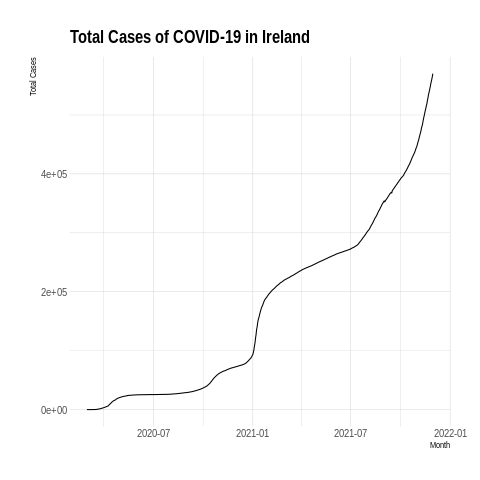 Total Cases of COVID-19 in Ireland
Total Cases
4e+05
2e+05
0e+00
2020-07 2021-01 2021-07 2022-01
Month